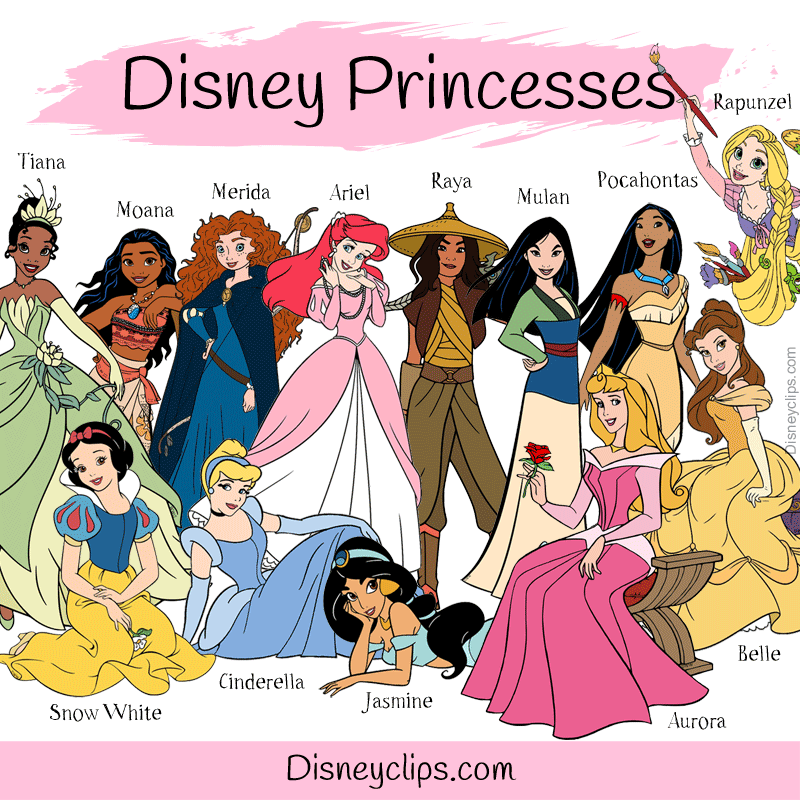 Disney Princesses
Rapunzel
Tiana
Moana
Merida
Ariel
Raya
Mulan
Pocahontas
Disneyclips.com
Snow White
Cinderella
Jasmine
Aurora
Belle
Disneyclips.com